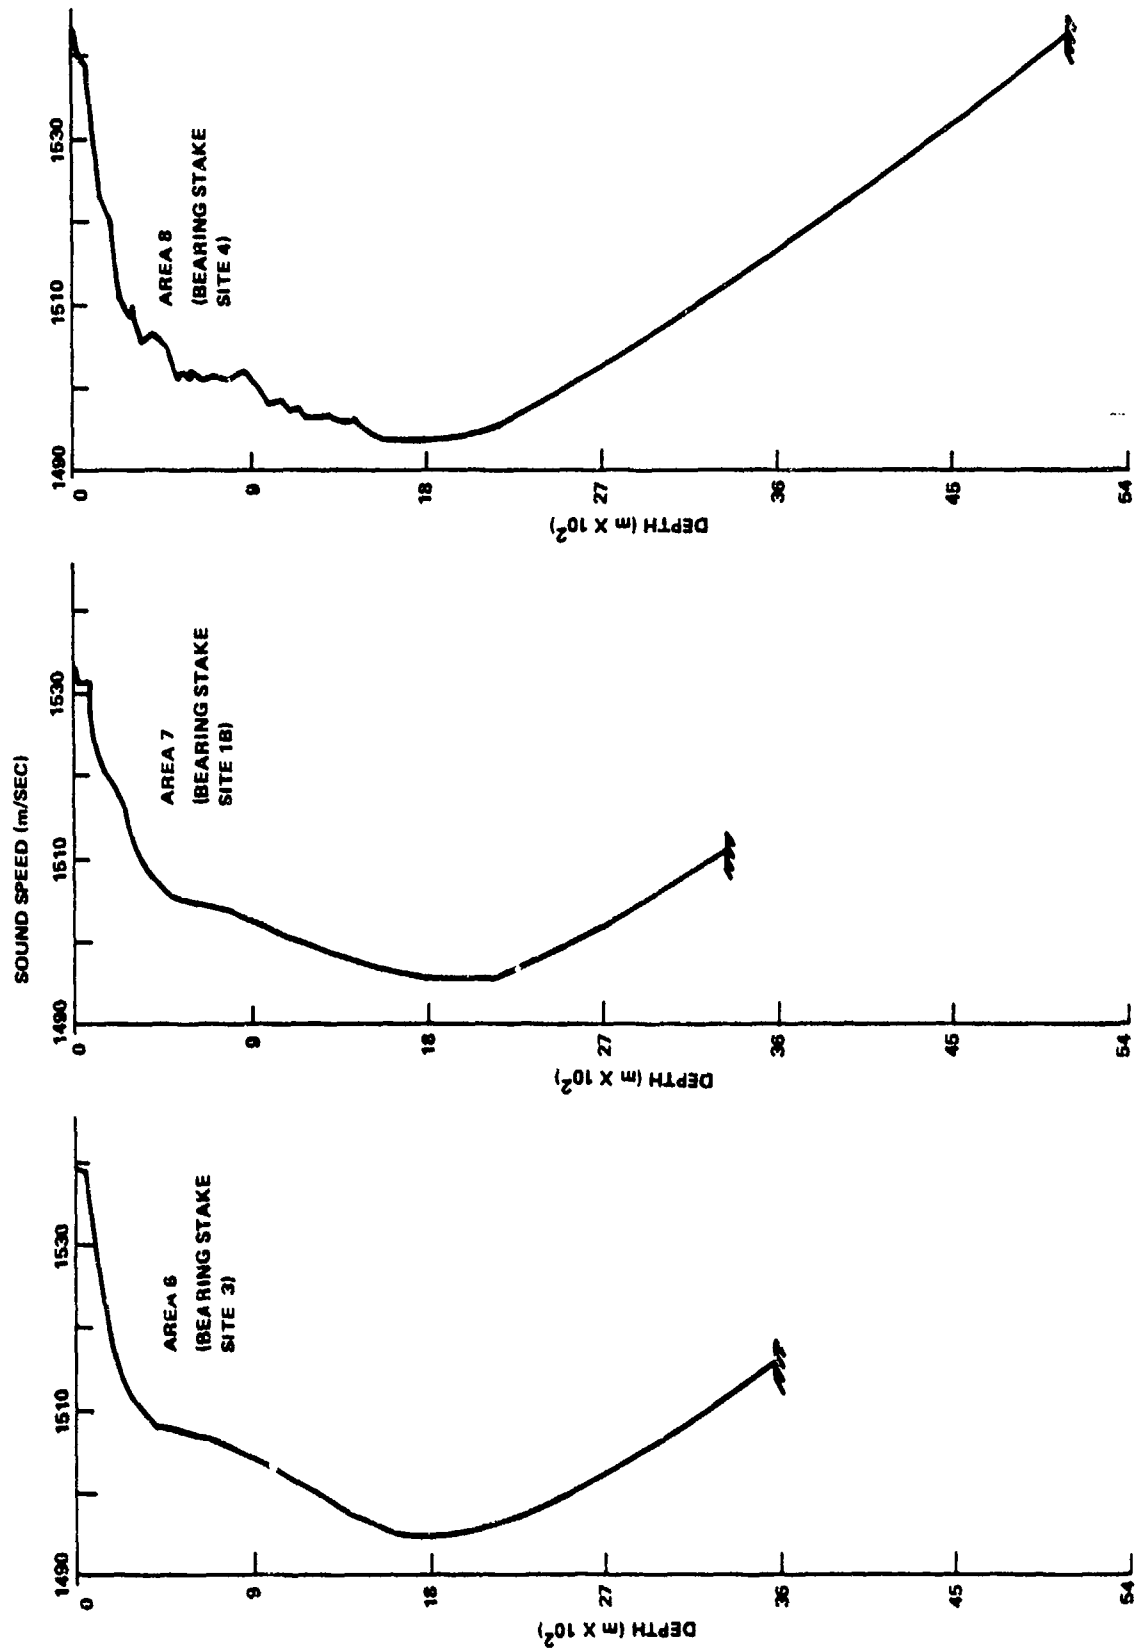 SOUND SPEED (m/SEC)
1490 1510 1530
0
9
18
27
36
45
54
DEPTH (m X 10²)
AREA 6
(BEARING STAKE
SITE 3)
1490 1510 1530
0
9
18
27
36
45
54
DEPTH (m X 10²)
AREA 7
(BEARING STAKE
SITE 1B)
1490 1510 1530
0
9
18
27
36
45
54
DEPTH (m X 10²)
AREA 8
(BEARING STAKE
SITE 4)